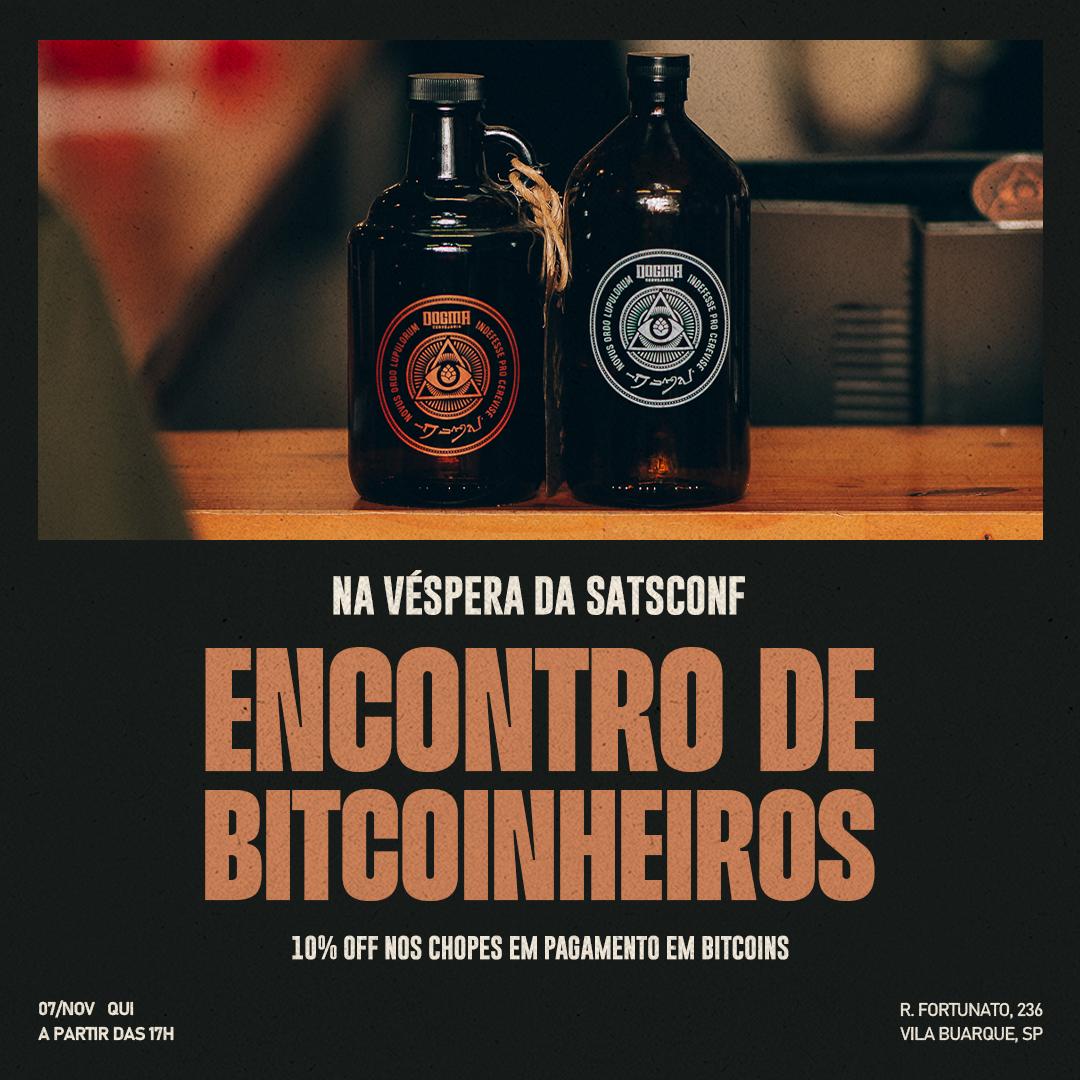 DOGMA
CERVEJARIA
NOVUS ORDO LUPULORUM
INDEFESSE PRO CEREVISE
DOGMA
CERVEJARIA
NOVUS ORDO LUPULORUM
INDEFESSE PRO CEREVISE
NA VÉSPERA DA SATSCONF
ENCONTRO DE
BITCOINHEIROS
10% OFF NOS CHOPES EM PAGAMENTO EM BITCOINS
07/NOV QUI
A PARTIR DAS 17H
R. FORTUNATO, 236
VILA BUARQUE, SP